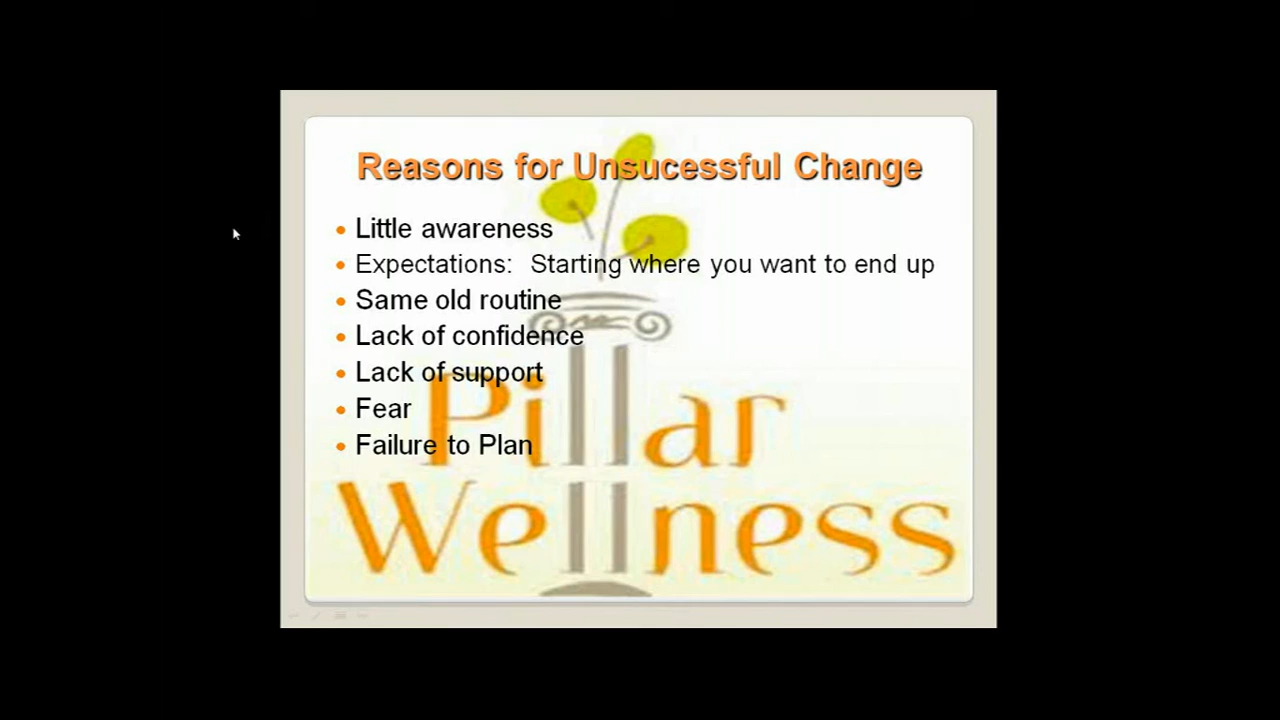 Reasons for Unsucessful Change
• Little awareness
• Expectations: Starting where you want to end up
• Same old routine
• Lack of confidence
• Lack of support
• Fear
• Failure to Plan
Pillar
Wellness